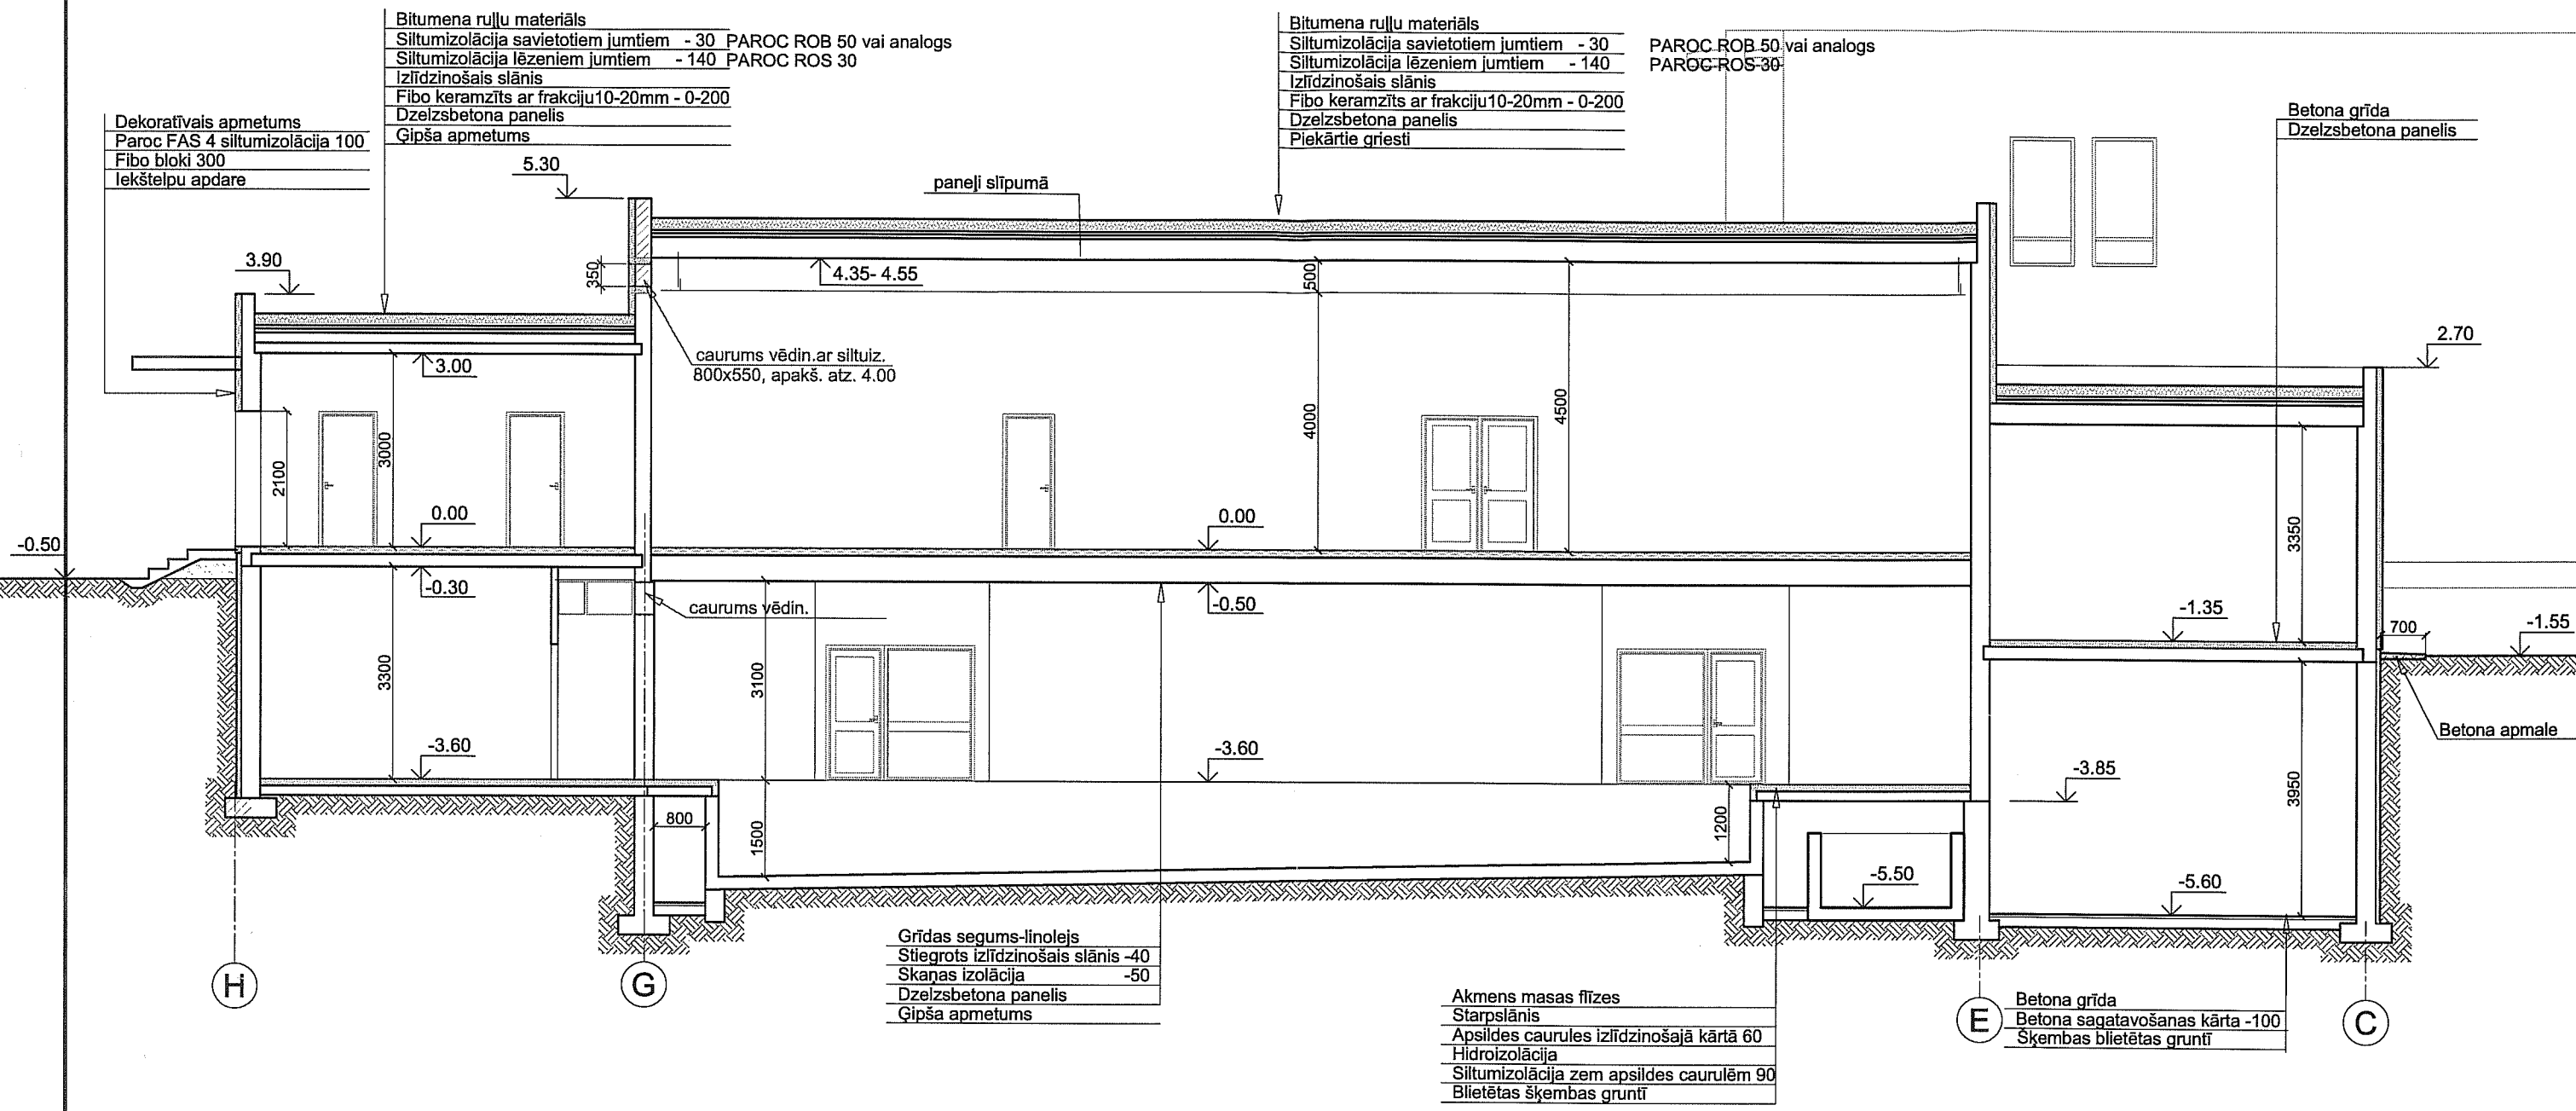 Bitumena ruļļu materiāls
Siltumizolācija savietotiem jumtiem - 30 PAROC ROB 50 vai analogs
Siltumizolācija lēzeniem jumtiem - 140 PAROC ROS 30
Izlīdzinošais slānis
Fibo keramzīts ar frakciju10-20mm - 0-200
Dzelzsbetona panelis
Ģipša apmetums
Bitumena ruļļu materiāls
Siltumizolācija savietotiem jumtiem - 30 PAROC ROB 50 vai analogs
Siltumizolācija lēzeniem jumtiem - 140 PAROC ROS 30
Izlīdzinošais slānis
Fibo keramzīts ar frakciju10-20mm - 0-200
Dzelzsbetona panelis
Piekārtie griesti
Betona grīda
Dzelzsbetona panelis
Dekoratīvais apmetums
Paroc FAS 4 siltumizolācija 100
Fibo bloki 300
Iekštelpu apdare
5.30
paneļi slīpumā
3.90
350
4.35- 4.55
500
2.70
3.00
caurums vēdin.ar siltuiz.
800x550, apakš. atz. 4.00
2100
3000
4000
4500
3350
-0.50
0.00
0.00
-0.30
-0.50
caurums vēdin.
-1.35
700
-1.55
3300
3100
Betona apmale
-3.60
-3.60
-3.85
3950
800
1500
1200
-5.50
-5.60
H
G
E
C
Grīdas segums-linolejs
Stiegrots izlīdzinošais slānis -40
Skaņas izolācija -50
Dzelzsbetona panelis
Ģipša apmetums
Akmens masas flīzes
Starpslānis
Apsildes caurules izlīdzinošajā kārtā 60
Hidroizolācija
Siltumizolācija zem apsildes caurulēm 90
Blietētas šķembas gruntī
Betona grīda
Betona sagatavošanas kārta -100
Šķembas blietētas gruntī